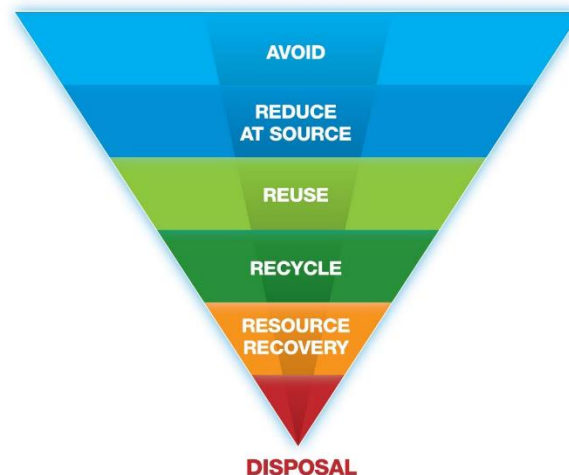 AVOID
REDUCE
AT SOURCE
REUSE
RECYCLE
RESOURCE
RECOVERY
DISPOSAL